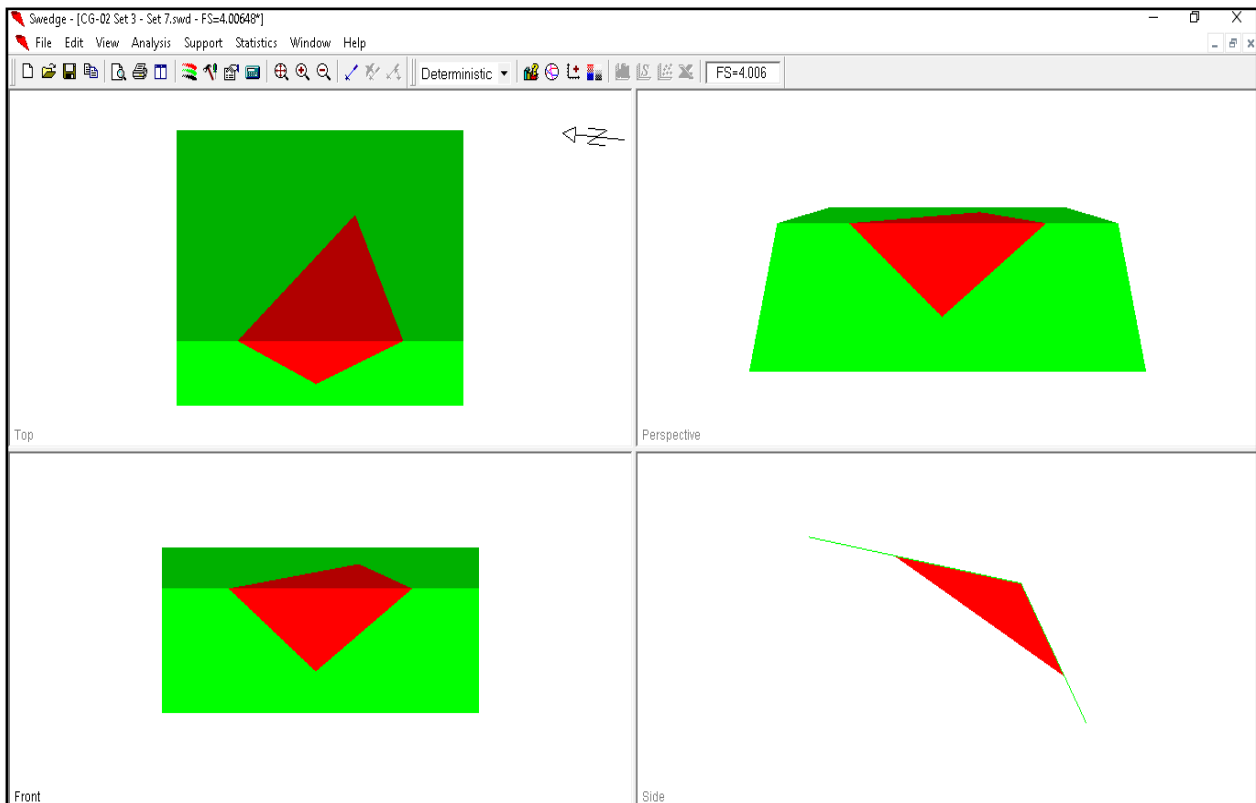 Swedge - [CG-02 Set 3 - Set 7.swd - FS=4.00648*]
File Edit View Analysis Support Statistics Window Help
Deterministic FS=4.006
N
Top
Perspective
Front
Side